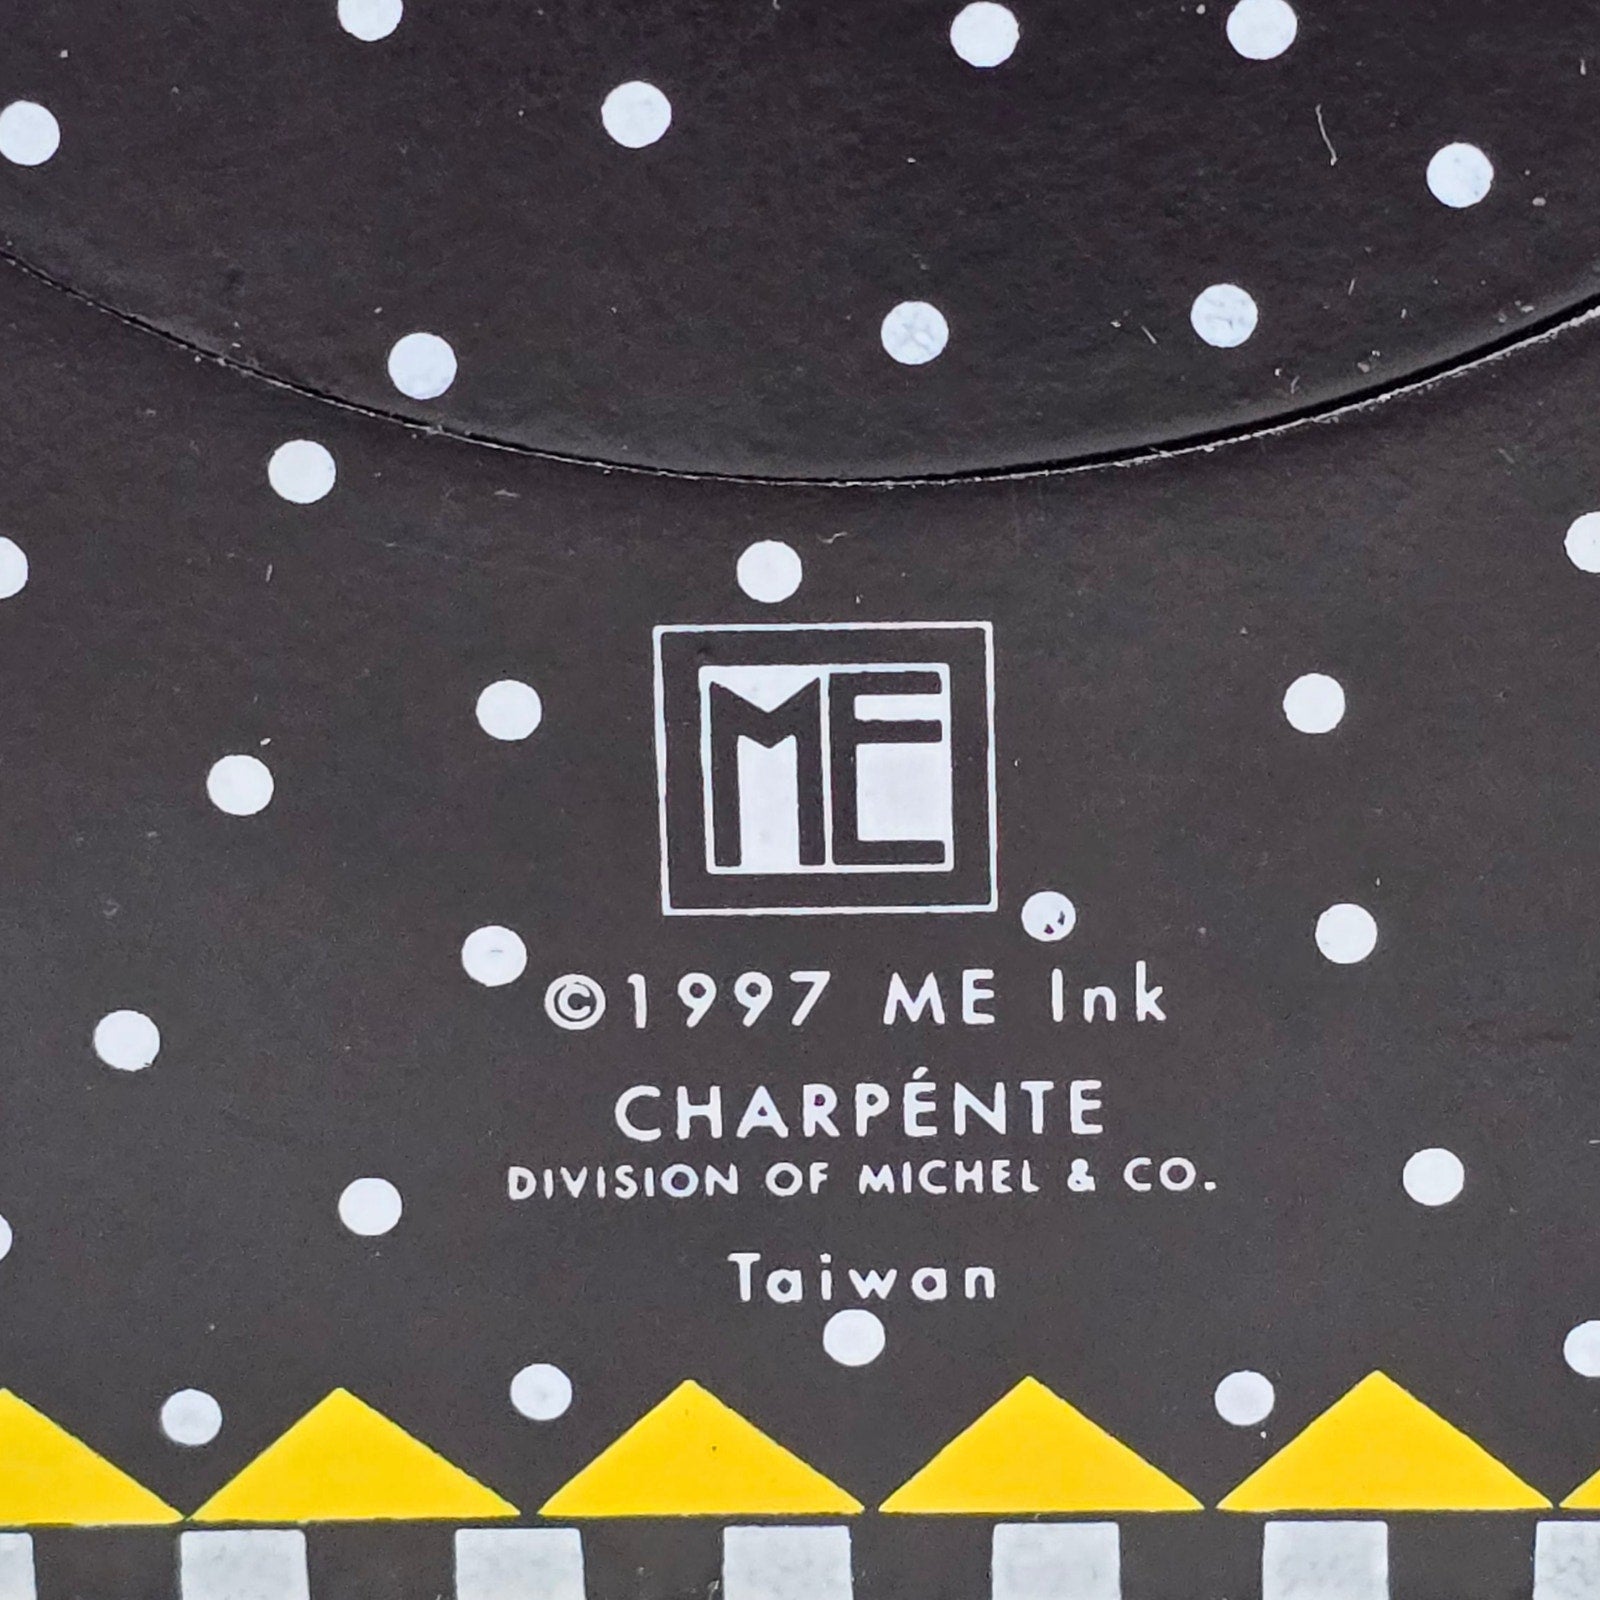 ME
©1997 ME Ink
CHARPÉNTE
DIVISION OF MICHEL & CO.
Taiwan